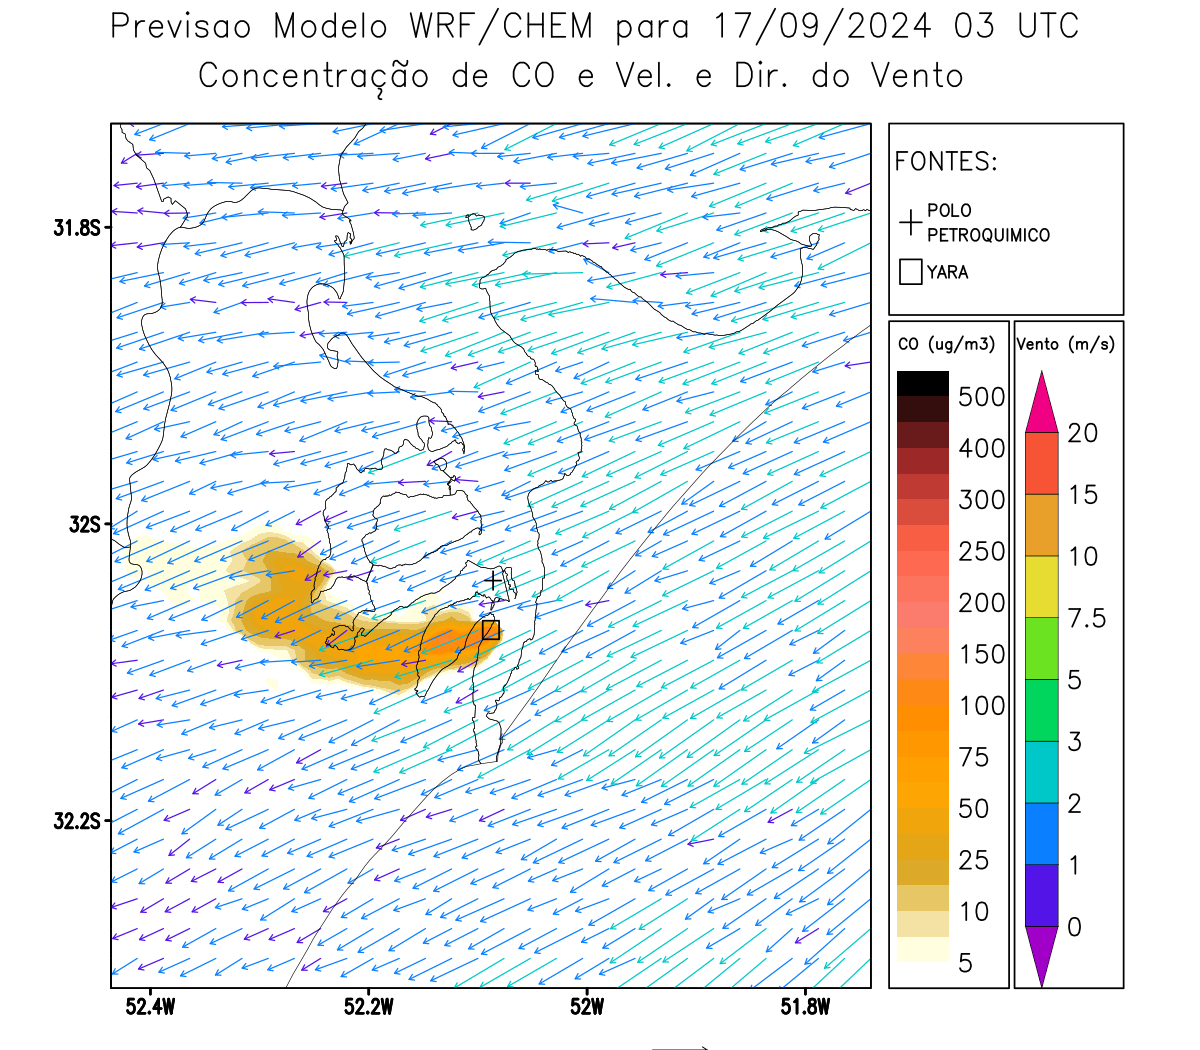 Previsao Modelo WRF/CHEM para 17/09/2024 03 UTC
Concentração de CO e Vel. e Dir. do Vento
FONTES:
POLO
PETROQUIMICO
YARA
CO (ug/m3)
500
400
300
250
200
150
100
75
50
25
10
5
Vento (m/s)
20
15
10
7.5
5
3
2
1
0
31.8S
32S
32.2S
52.4W
52.2W
52W
51.8W